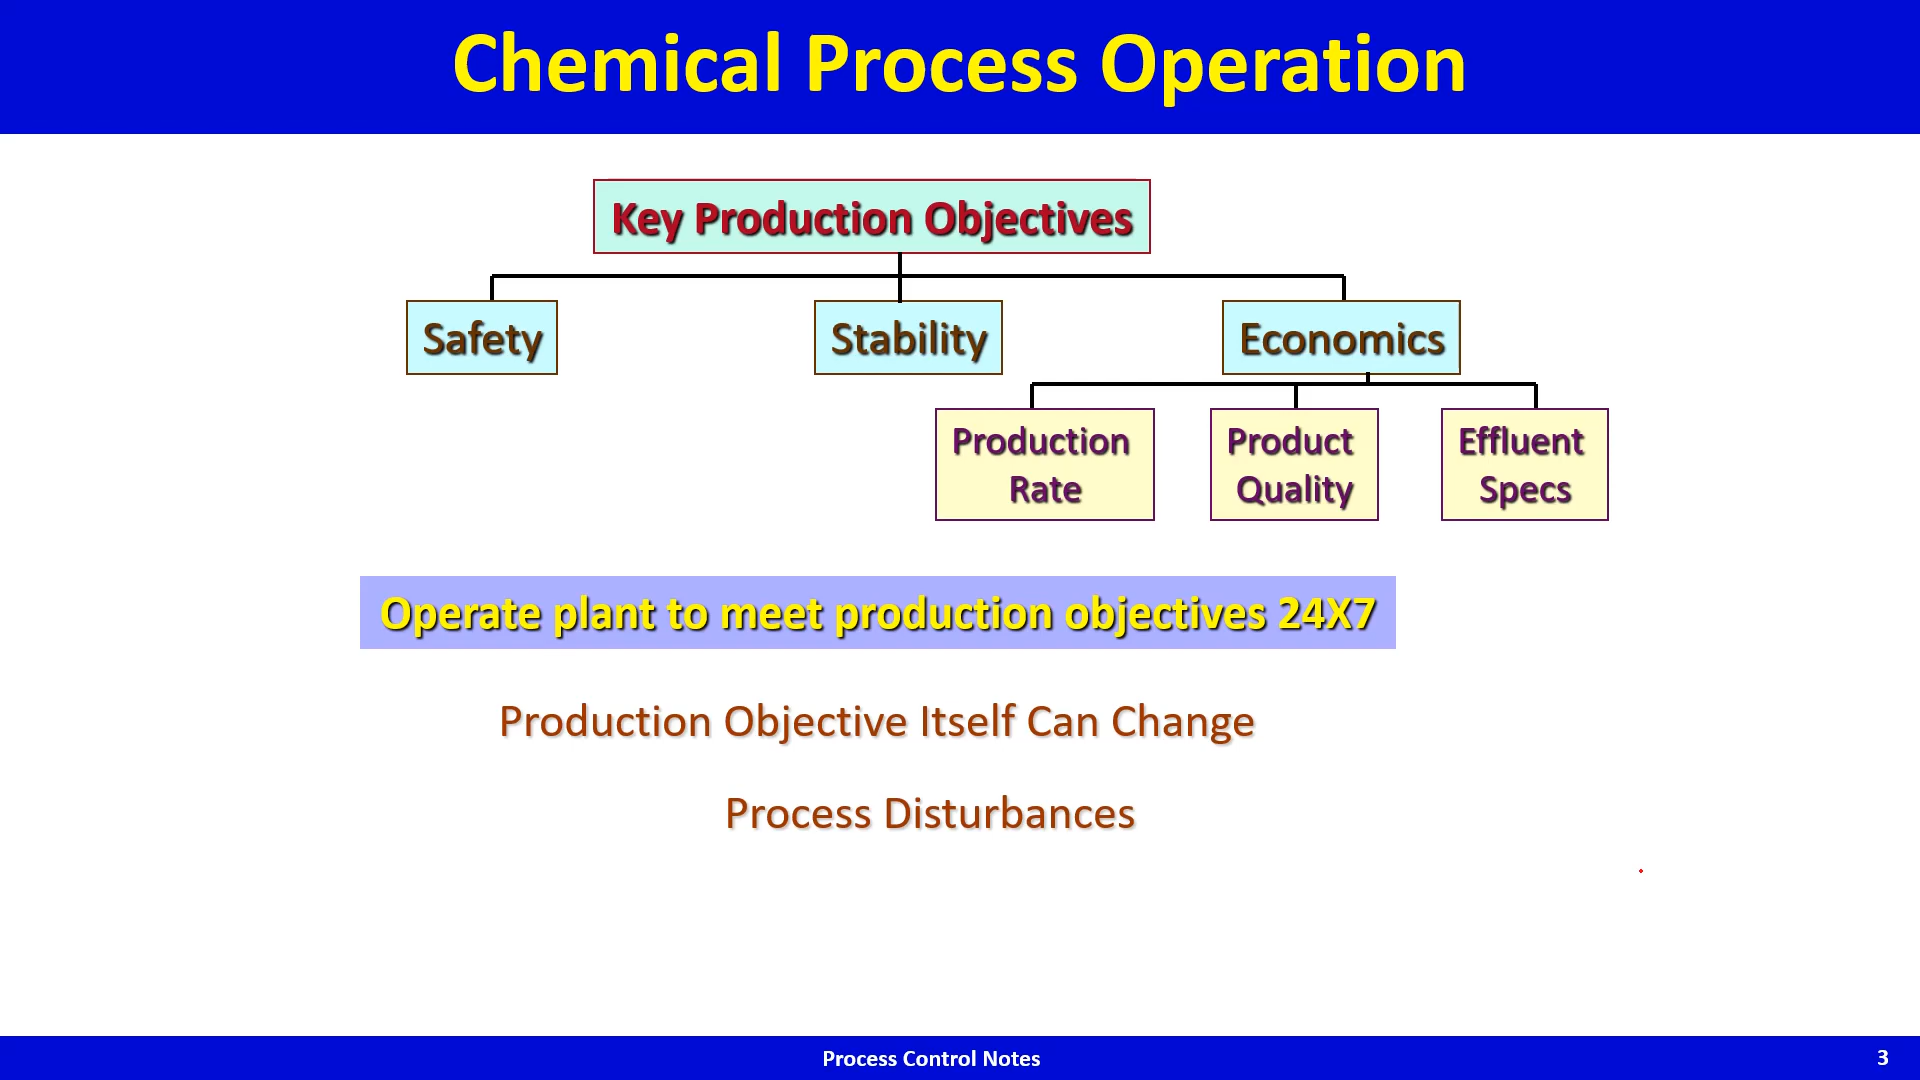 Chemical Process Operation
Key Production Objectives
Safety
Stability
Economics
Production
Rate
Product
Quality
Effluent
Specs
Operate plant to meet production objectives 24X7
Production Objective Itself Can Change
Process Disturbances
Process Control Notes
3